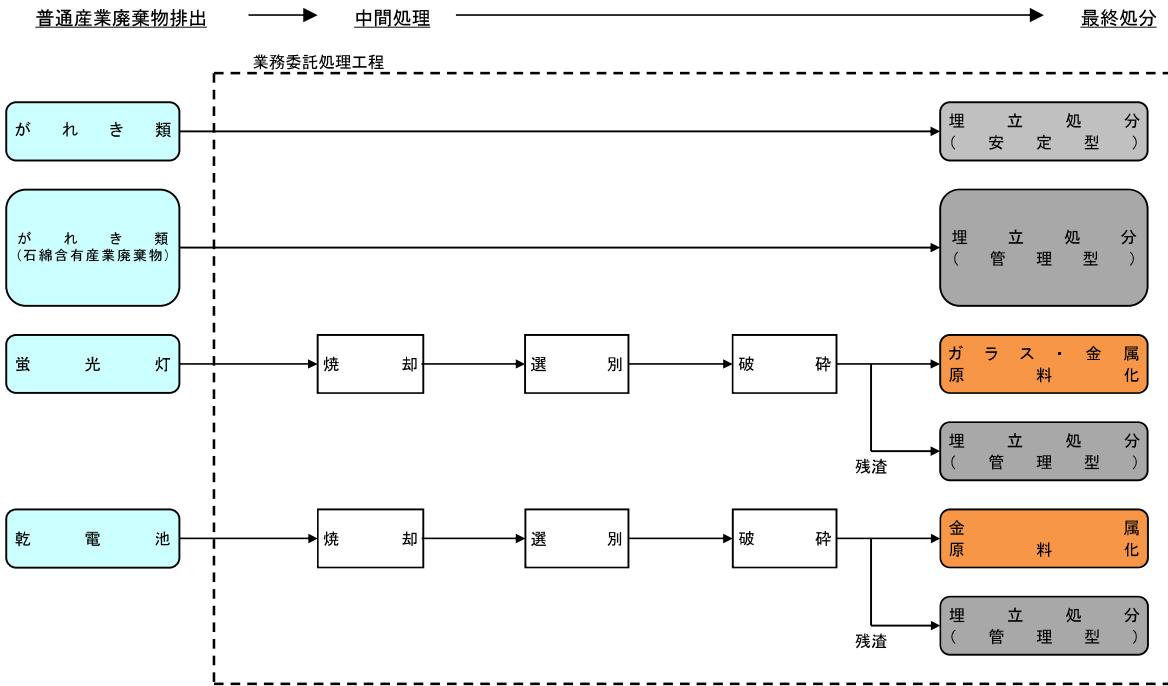 普通産業廃棄物排出
中間処理
最終処分
業務委託処理工程
がれき類
埋立処分
(安定型)
がれき類
(石綿含有産業廃棄物)
埋立処分
(管理型)
蛍光灯
焼却
選別
破砕
ガラス・金属
原料化
埋立処分
(管理型)
残渣
乾電池
焼却
選別
破砕
金属
原料化
埋立処分
(管理型)
残渣